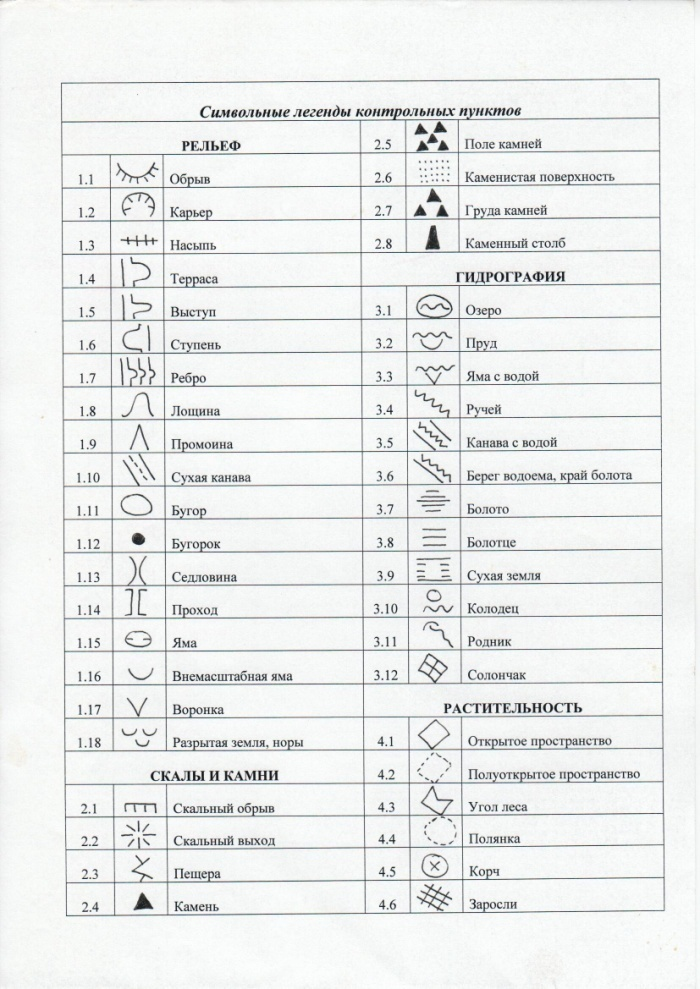 Символьные легенды контрольных пунктов
РЕЛЬЕФ
1.1 Обрыв
1.2 Карьер
1.3 Насыпь
1.4 Терраса
1.5 Выступ
1.6 Ступень
1.7 Ребро
1.8 Лощина
1.9 Промоина
1.10 Сухая канава
1.11 Бугор
1.12 Бугорок
1.13 Седловина
1.14 Проход
1.15 Яма
1.16 Внемасштабная яма
1.17 Воронка
1.18 Разрытая земля, норы
СКАЛЫ И КАМНИ
2.1 Скальный обрыв
2.2 Скальный выход
2.3 Пещера
2.4 Камень
2.5 Поле камней
2.6 Каменистая поверхность
2.7 Груда камней
2.8 Каменный столб
ГИДРОГРАФИЯ
3.1 Озеро
3.2 Пруд
3.3 Яма с водой
3.4 Ручей
3.5 Канава с водой
3.6 Берег водоема, край болота
3.7 Болото
3.8 Болотце
3.9 Сухая земля
3.10 Колодец
3.11 Родник
3.12 Солончак
РАСТИТЕЛЬНОСТЬ
4.1 Открытое пространство
4.2 Полуоткрытое пространство
4.3 Угол леса
4.4 Полянка
4.5 Корч
4.6 Заросли